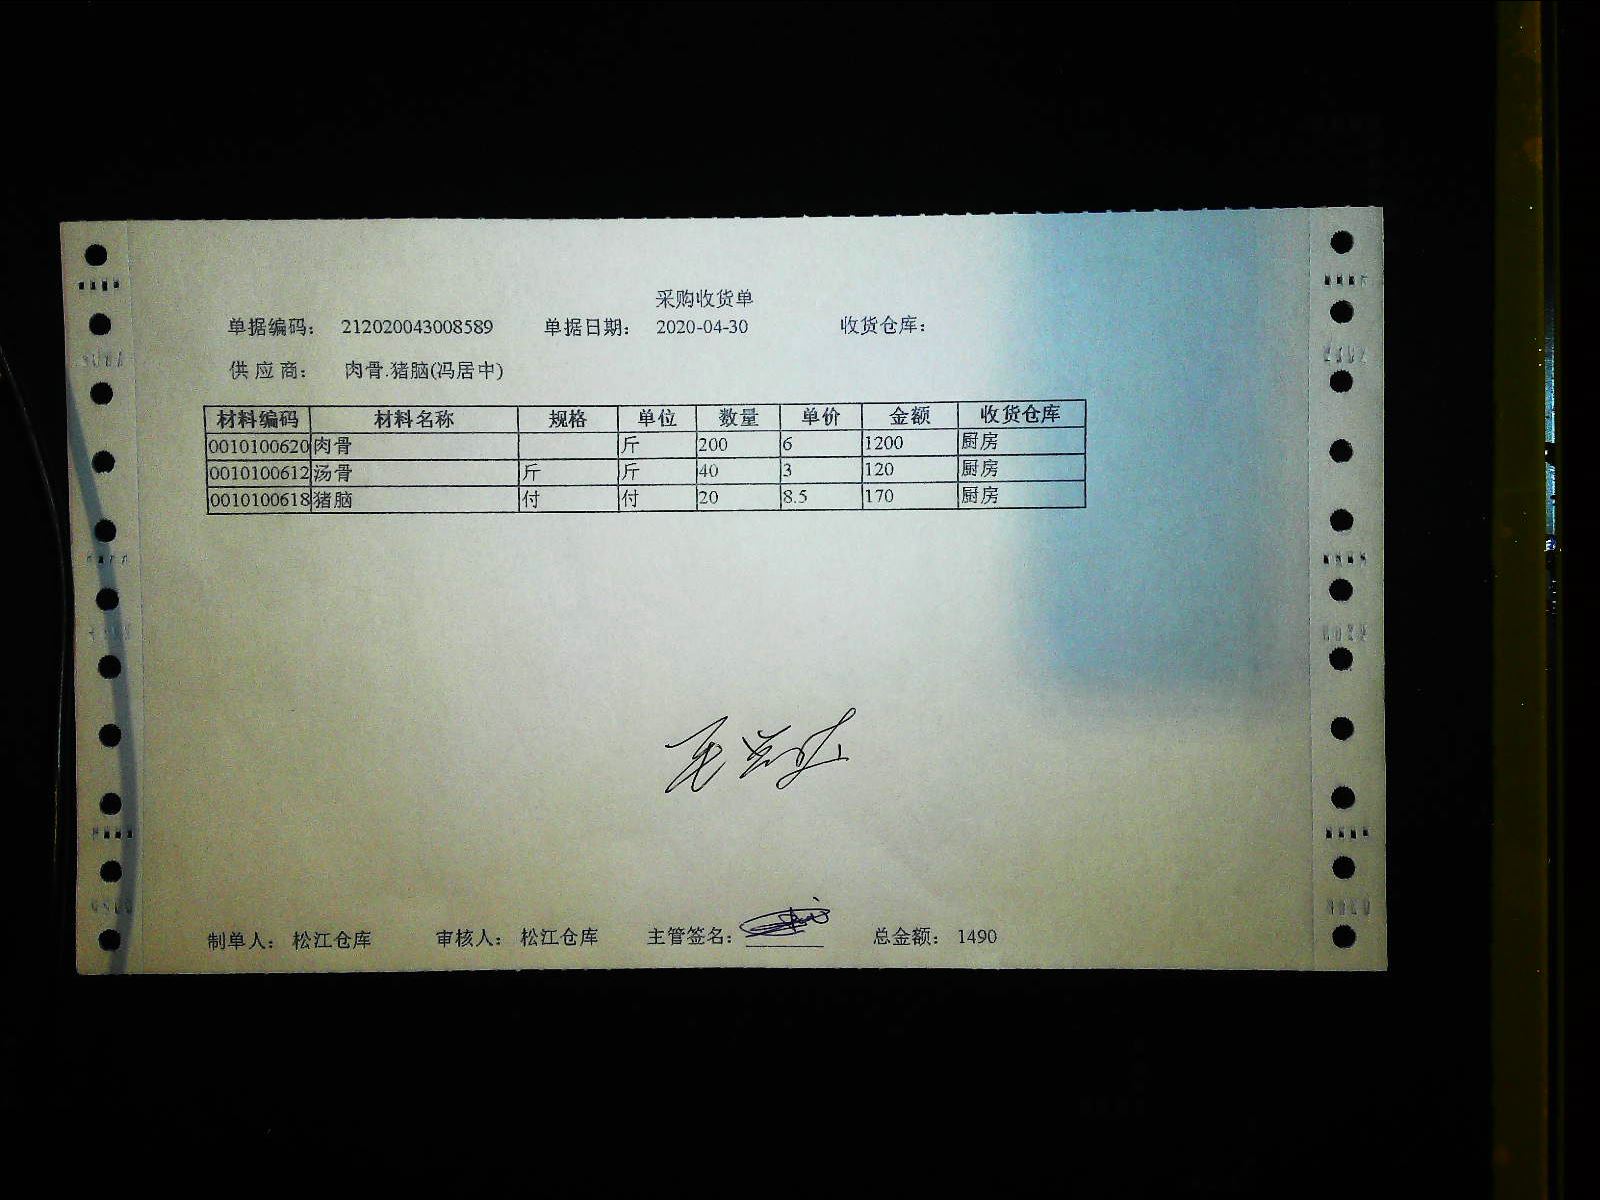 采购收货单
单据编码： 212020043008589 单据日期： 2020-04-30 收货仓库：
供 应 商： 肉骨.猪脑(冯居中)
材料编码 材料名称 规格 单位 数量 单价 金额 收货仓库
0010100620 肉骨 斤 200 6 1200 厨房
0010100612 汤骨 斤 斤 40 3 120 厨房
0010100618 猪脑 付 付 20 8.5 170 厨房
制单人： 松江仓库 审核人： 松江仓库 主管签名： 总金额： 1490